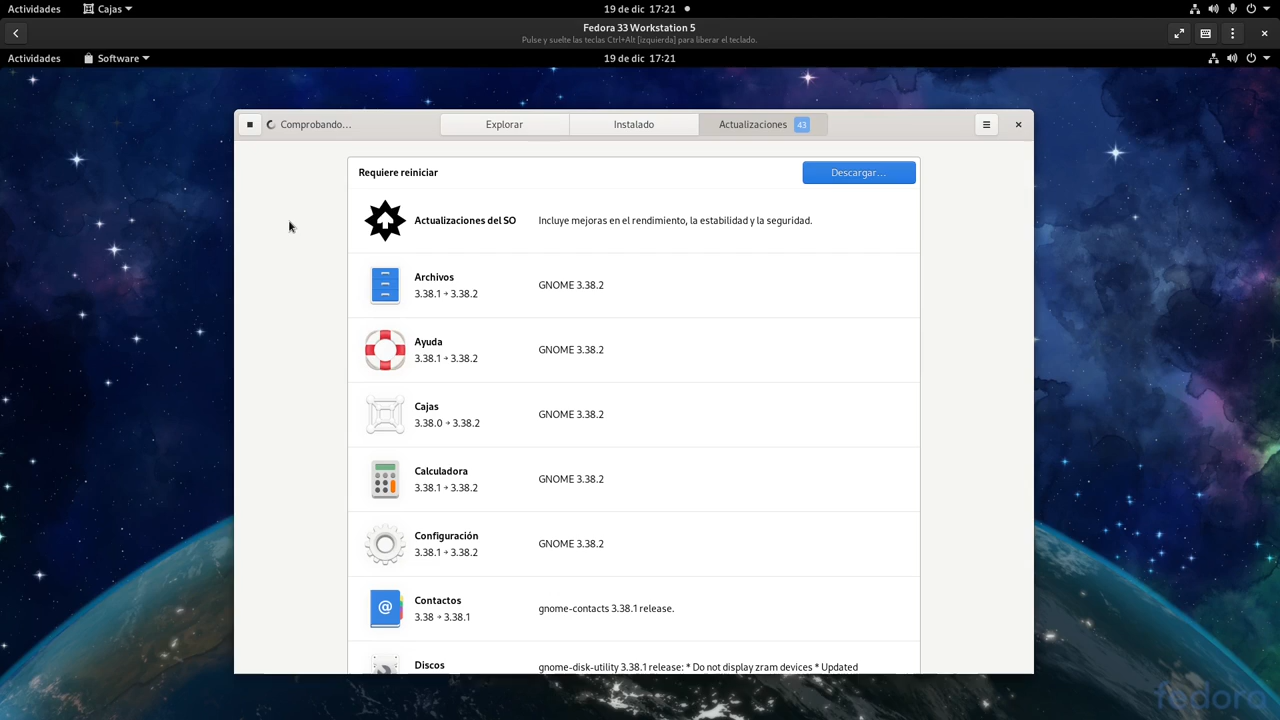 Actividades
Cajas
19 de dic 17:21
Fedora 33 Workstation 5
Pulse y suelte las teclas Ctrl+Alt [izquierda] para liberar el teclado.
Actividades
Software
19 de dic 17:21
Comprobando...
Explorar
Instalado
Actualizaciones 43
Requiere reiniciar
Descargar...
Actualizaciones del SO
Incluye mejoras en el rendimiento, la estabilidad y la seguridad.
Archivos
3.38.1 → 3.38.2
GNOME 3.38.2
Ayuda
3.38.1 → 3.38.2
GNOME 3.38.2
Cajas
3.38.0 → 3.38.2
GNOME 3.38.2
Calculadora
3.38.1 → 3.38.2
GNOME 3.38.2
Configuración
3.38.1 → 3.38.2
GNOME 3.38.2
Contactos
3.38 → 3.38.1
gnome-contacts 3.38.1 release.
Discos
gnome-disk-utility 3.38.1 release: * Do not display zram devices * Updated
fedora